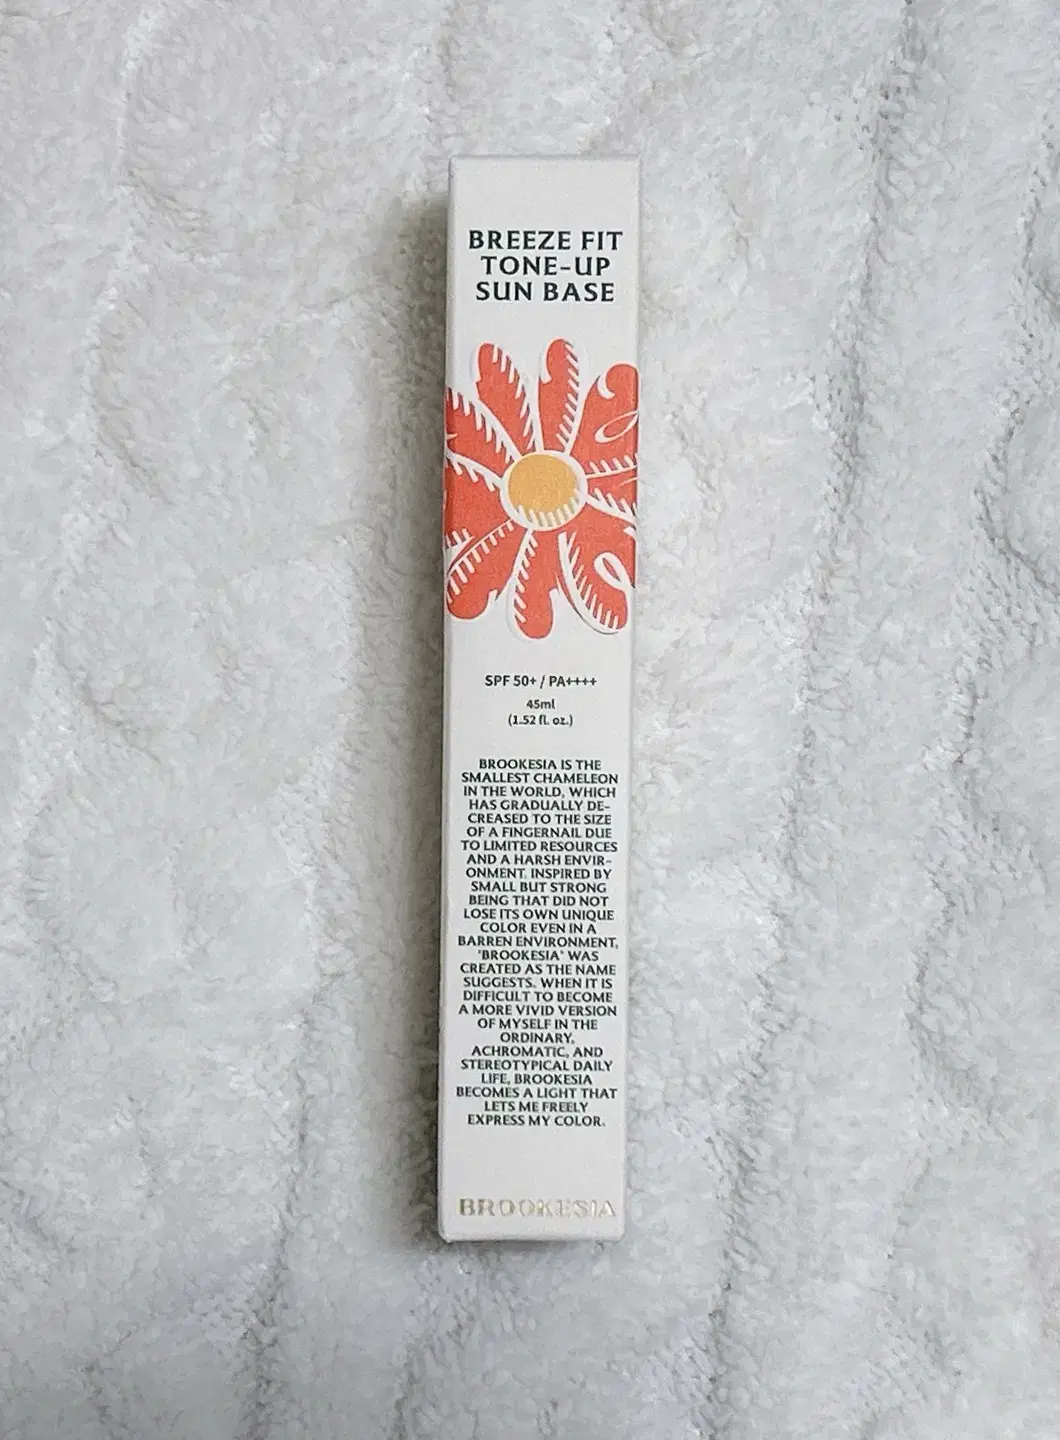 BREEZE FIT
TONE-UP
SUN BASE
SPF 50+ / PA++++
45ml
(1.52 fl. oz.)
BROOKESIA IS THE
SMALLEST CHAMELEON
IN THE WORLD, WHICH
HAS GRADUALLY DE-
CREASED TO THE SIZE
OF A FINGERNAIL DUE
TO LIMITED RESOURCES
AND A HARSH ENVIR-
ONMENT. INSPIRED BY
SMALL BUT STRONG
BEING THAT DID NOT
LOSE ITS OWN UNIQUE
COLOR EVEN IN A
BARREN ENVIRONMENT,
'BROOKESIA' WAS
CREATED AS THE NAME
SUGGESTS. WHEN IT IS
DIFFICULT TO BECOME
A MORE VIVID VERSION
OF MYSELF IN THE
ORDINARY,
ACHROMATIC, AND
STEREOTYPICAL DAILY
LIFE, BROOKESIA
BECOMES A LIGHT THAT
LETS ME FREELY
EXPRESS MY COLOR.
BROOKESIA